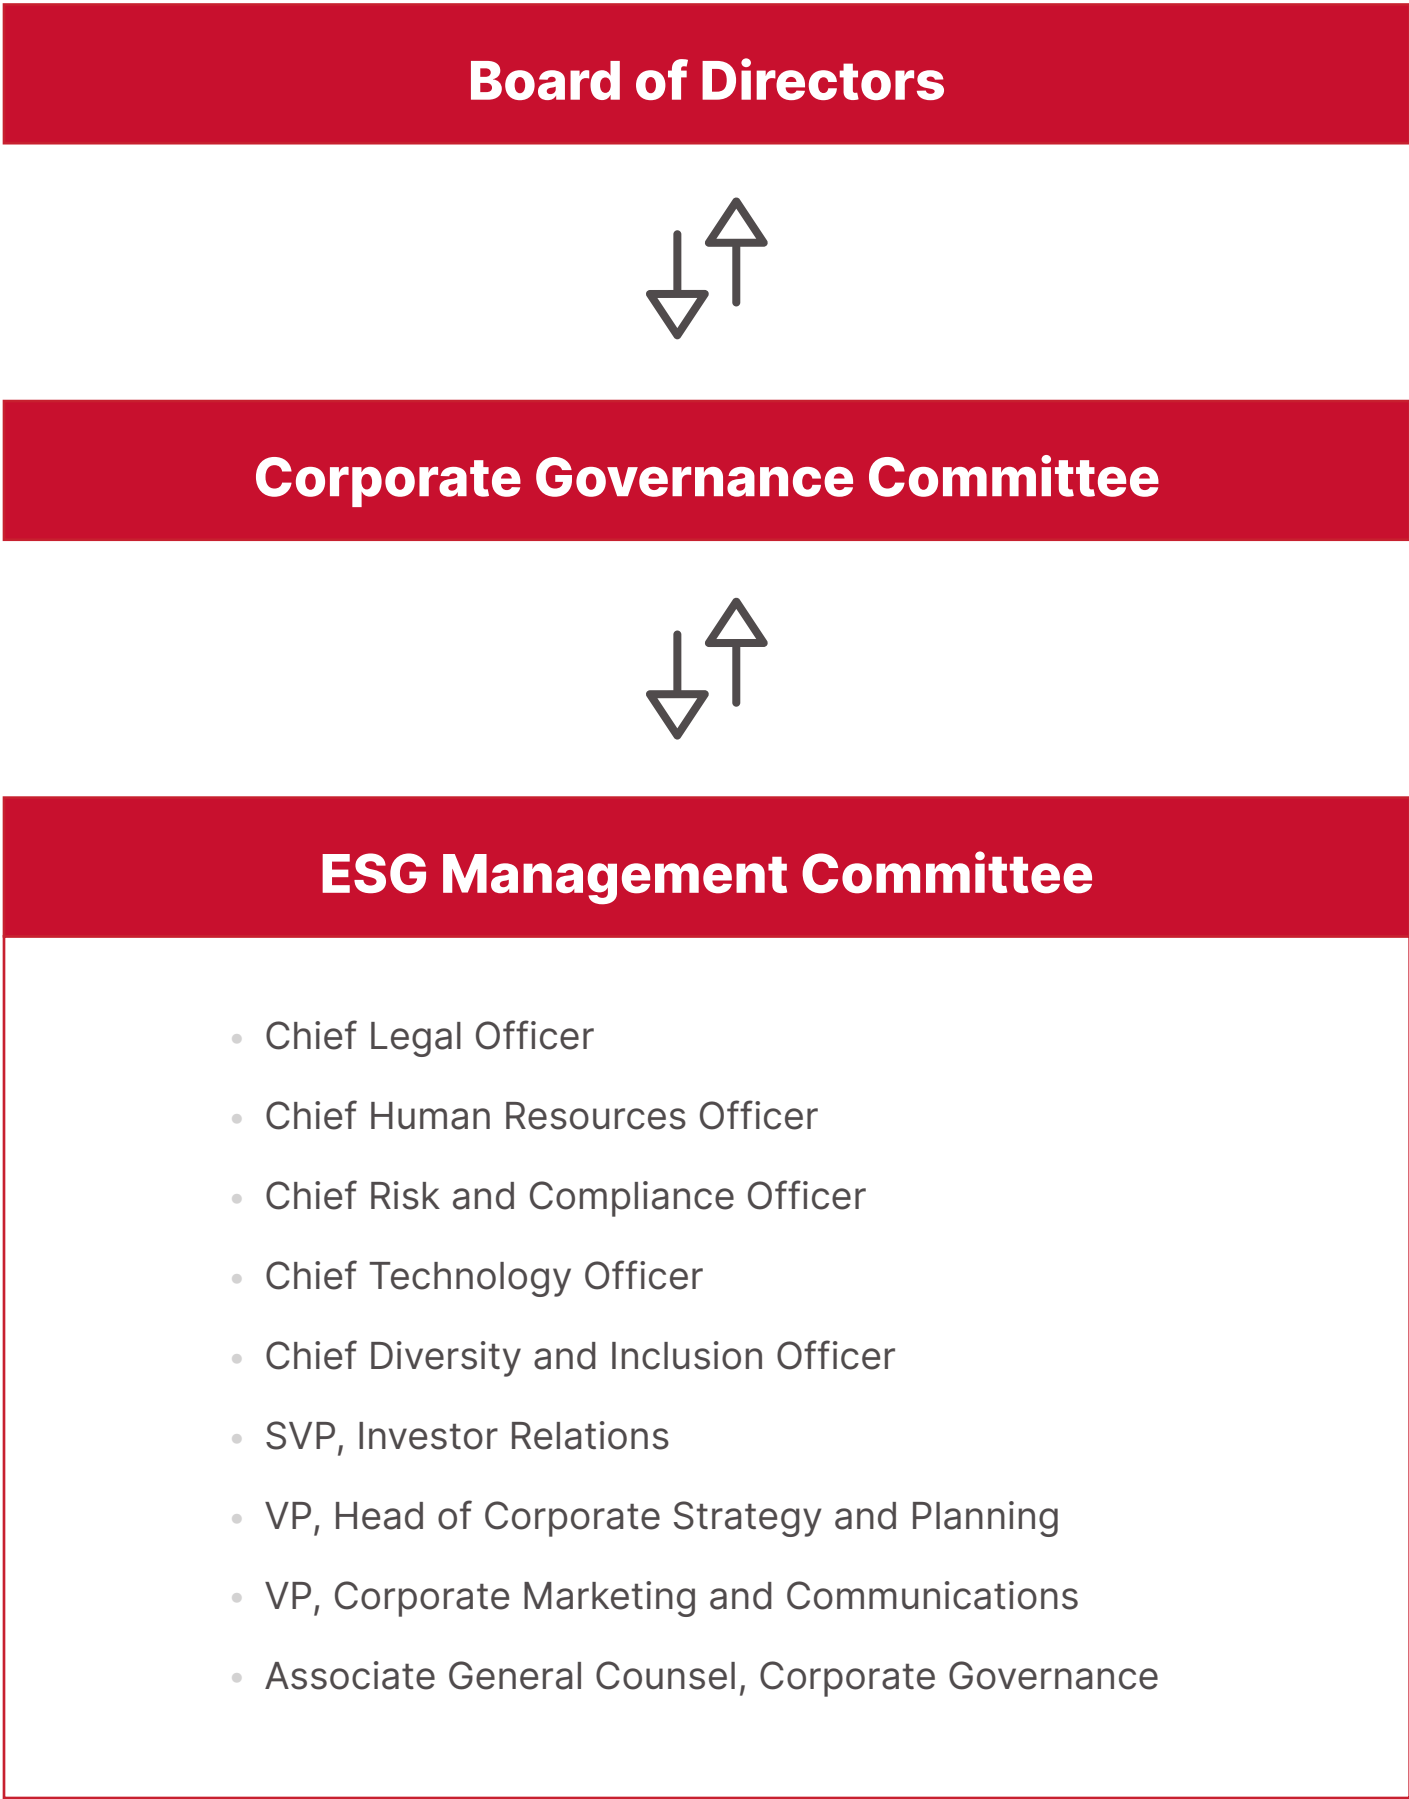 Board of Directors
Corporate Governance Committee
ESG Management Committee
• Chief Legal Officer
• Chief Human Resources Officer
• Chief Risk and Compliance Officer
• Chief Technology Officer
• Chief Diversity and Inclusion Officer
• SVP, Investor Relations
• VP, Head of Corporate Strategy and Planning
• VP, Corporate Marketing and Communications
• Associate General Counsel, Corporate Governance